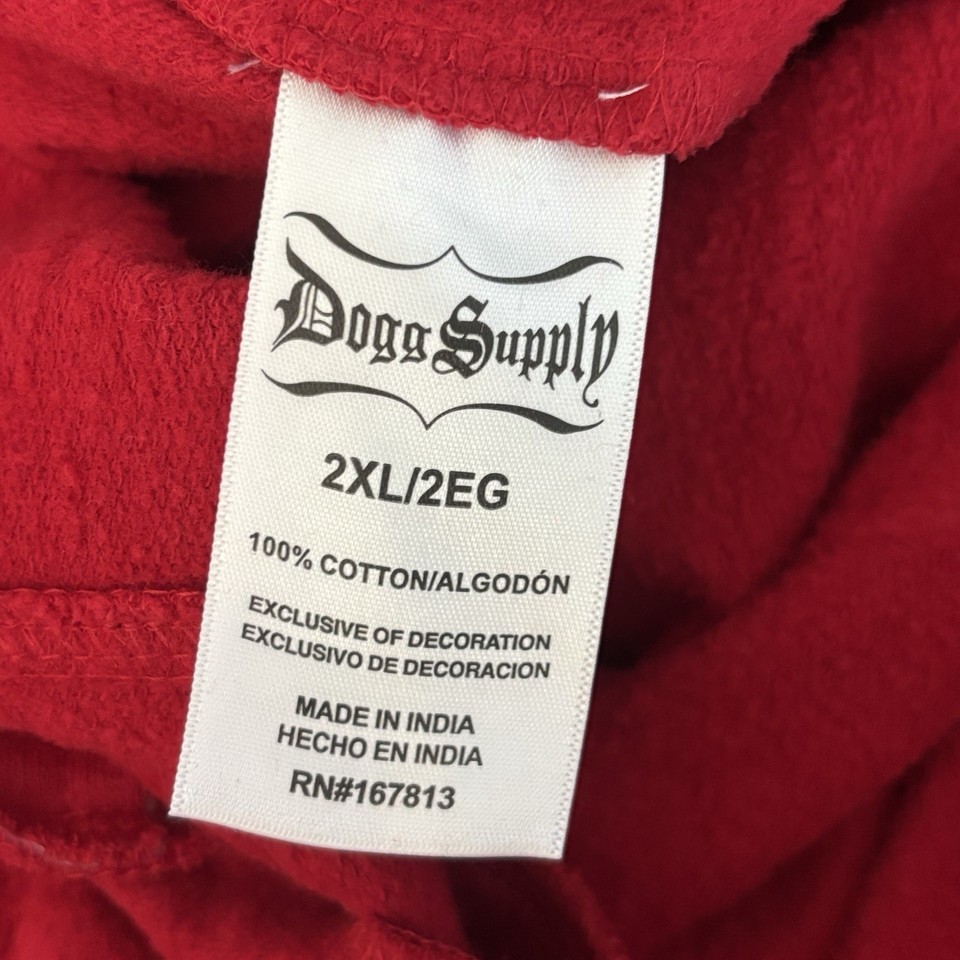 Dogg Supply
2XL/2EG
100% COTTON/ALGODÓN
EXCLUSIVE OF DECORATION
EXCLUSIVO DE DECORACION
MADE IN INDIA
HECHO EN INDIA
RN#167813